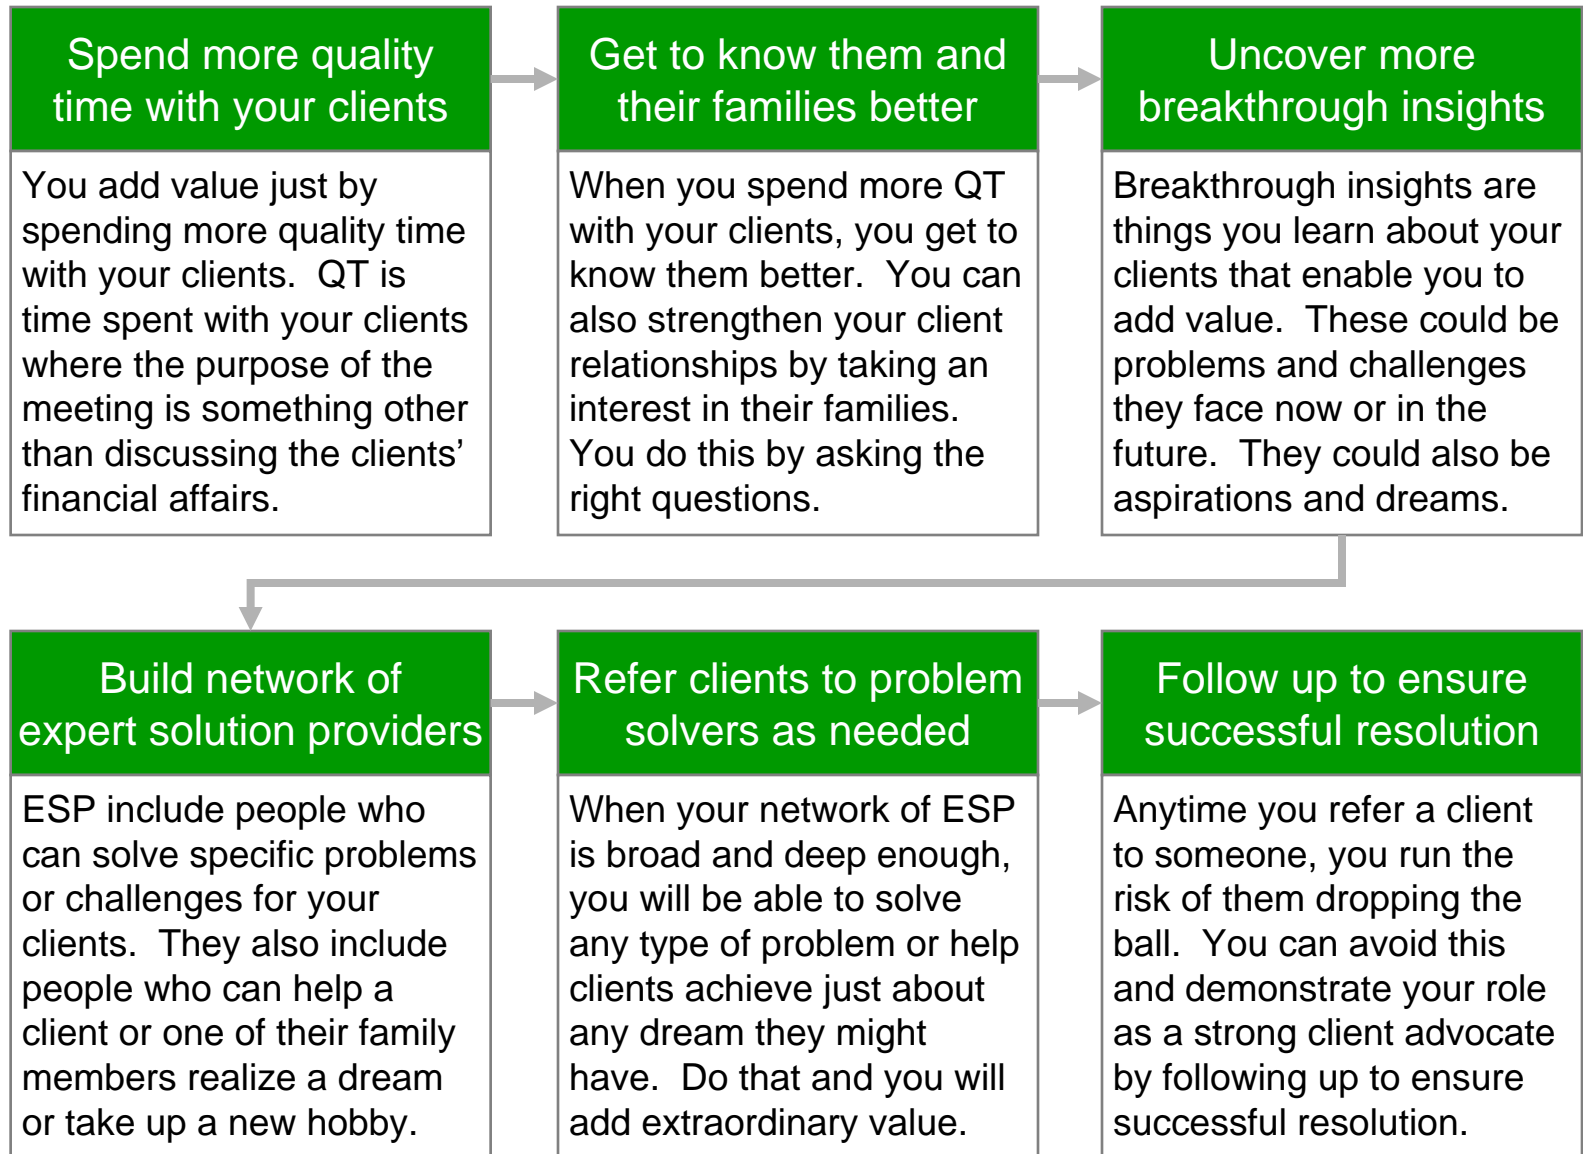 Spend more quality
time with your clients
You add value just by
spending more quality time
with your clients.  QT is
time spent with your clients
where the purpose of the
meeting is something other
than discussing the clients’
financial affairs.
Get to know them and
their families better
When you spend more QT
with your clients, you get to
know them better.  You can
also strengthen your client
relationships by taking an
interest in their families.
You do this by asking the
right questions.
Uncover more
breakthrough insights
Breakthrough insights are
things you learn about your
clients that enable you to
add value.  These could be
problems and challenges
they face now or in the
future.  They could also be
aspirations and dreams.
Build network of
expert solution providers
ESP include people who
can solve specific problems
or challenges for your
clients.  They also include
people who can help a
client or one of their family
members realize a dream
or take up a new hobby.
Refer clients to problem
solvers as needed
When your network of ESP
is broad and deep enough,
you will be able to solve
any type of problem or help
clients achieve just about
any dream they might
have.  Do that and you will
add extraordinary value.
Follow up to ensure
successful resolution
Anytime you refer a client
to someone, you run the
risk of them dropping the
ball.  You can avoid this
and demonstrate your role
as a strong client advocate
by following up to ensure
successful resolution.